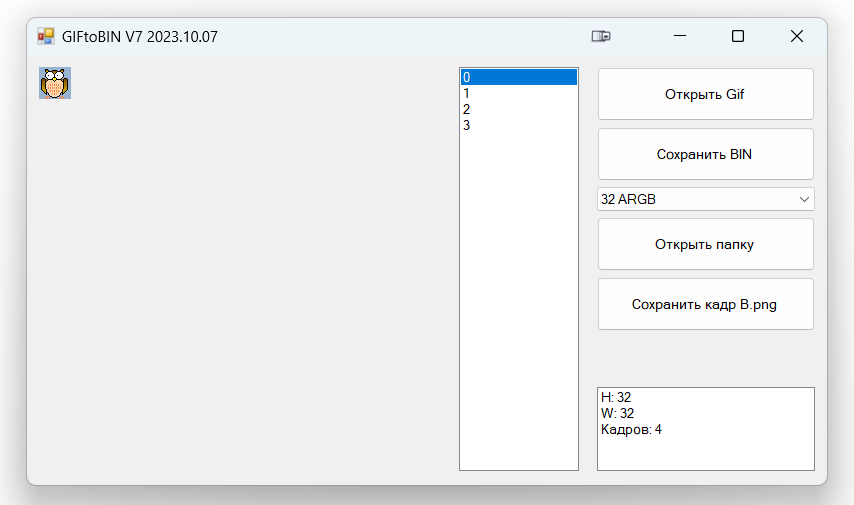 GIFtoBIN V7 2023.10.07
0
1
2
3
Открыть Gif
Сохранить BIN
32 ARGB
Открыть папку
Сохранить кадр В.png
H: 32
W: 32
Кадров: 4